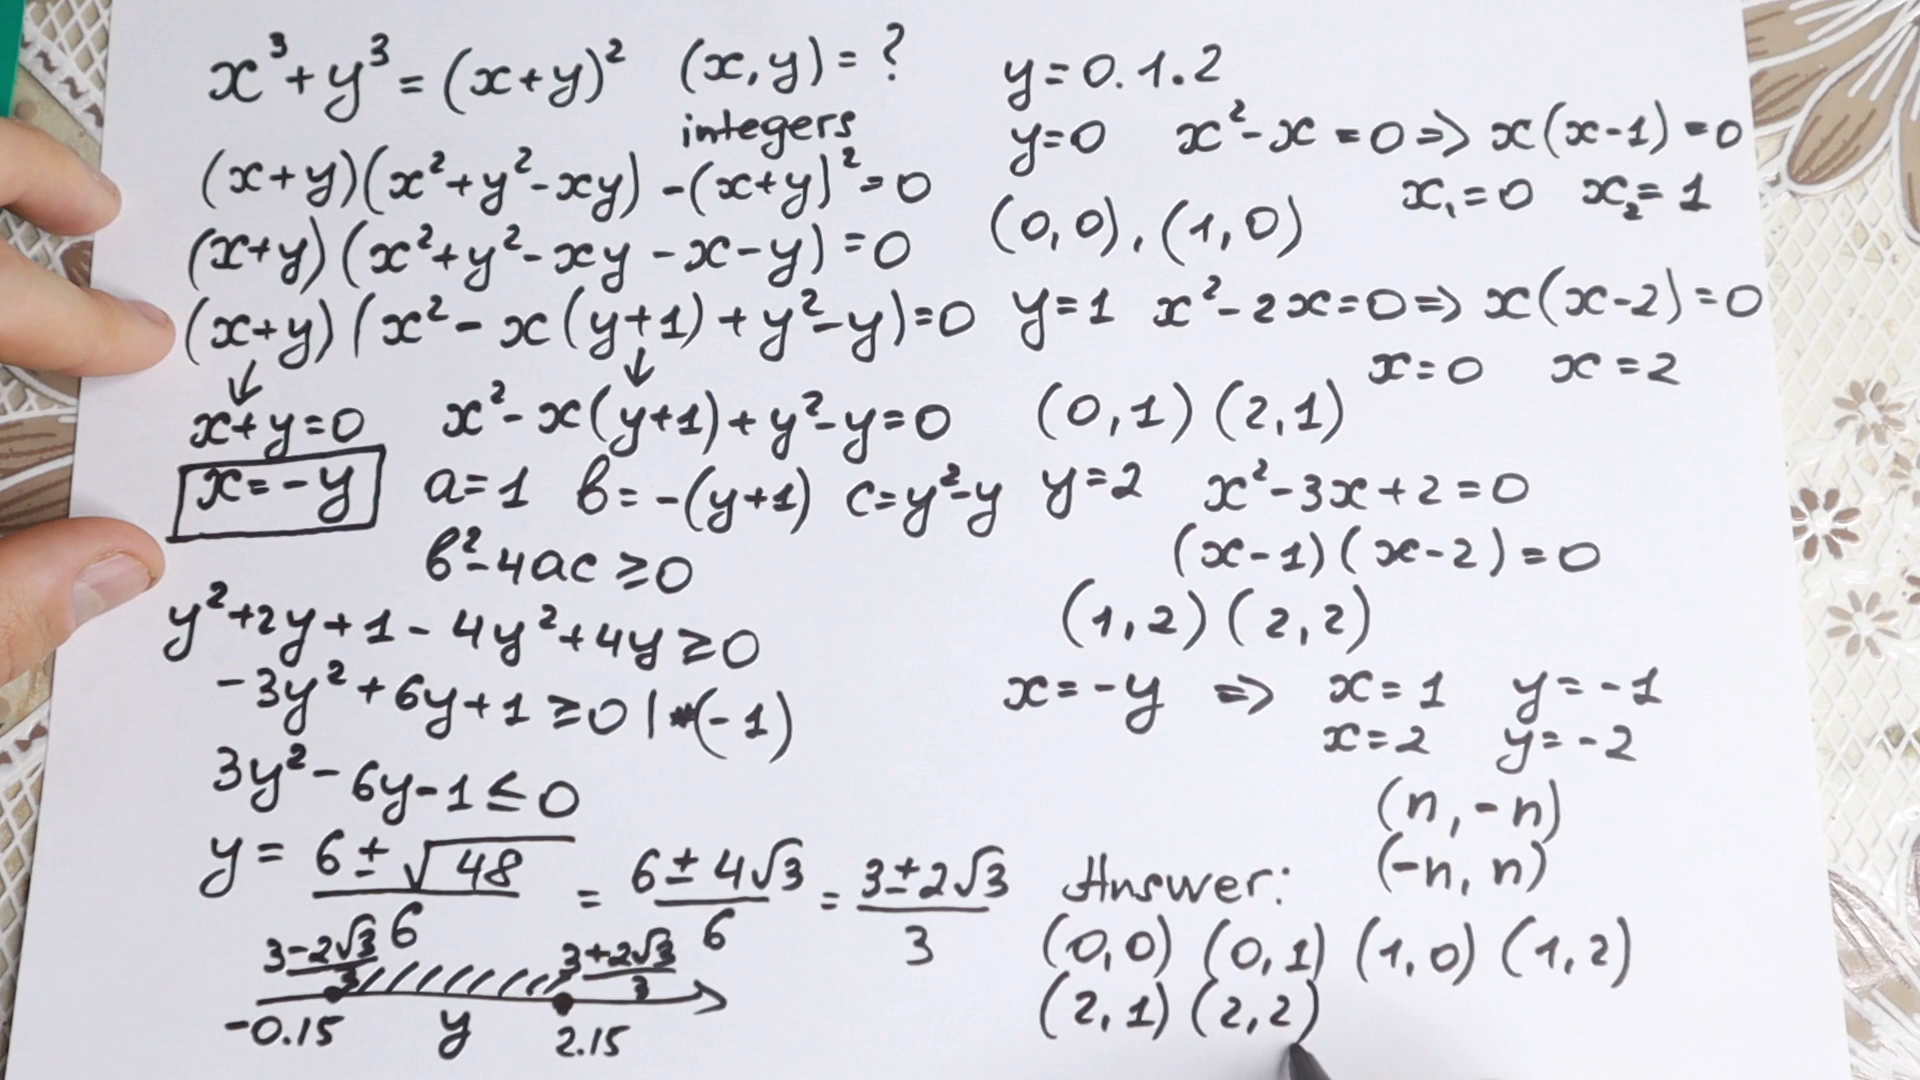 x³+y³=(x+y)² (x,y)=?
integers
(x+y)(x²+y²-xy)-(x+y)²=0
(x+y)(x²+y²-xy-x-y)=0
(x+y)(x²-x(y+1)+y²-y)=0
↓ ↓
x+y=0 x²-x(y+1)+y²-y=0
x=-y a=1 b=-(y+1) c=y²-y
b²-4ac≥0
y²+2y+1-4y²+4y≥0
-3y²+6y+1≥0|*(-1)
3y²-6y-1≤0
y=(6±√48)/6=(6±4√3)/6=(3±2√3)/3
(3-2√3)/3 (3+2√3)/3
-0.15 y 2.15
y=0.1.2
y=0 x²-x=0=>x(x-1)=0
x₁=0 x₂=1
(0,0),(1,0)
y=1 x²-2x=0=>x(x-2)=0
x=0 x=2
(0,1)(2,1)
y=2 x²-3x+2=0
(x-1)(x-2)=0
(1,2)(2,2)
x=-y => x=1 y=-1
x=2 y=-2
(n,-n)
(-n,n)
Answer:
(0,0)(0,1)(1,0)(1,2)
(2,1)(2,2)